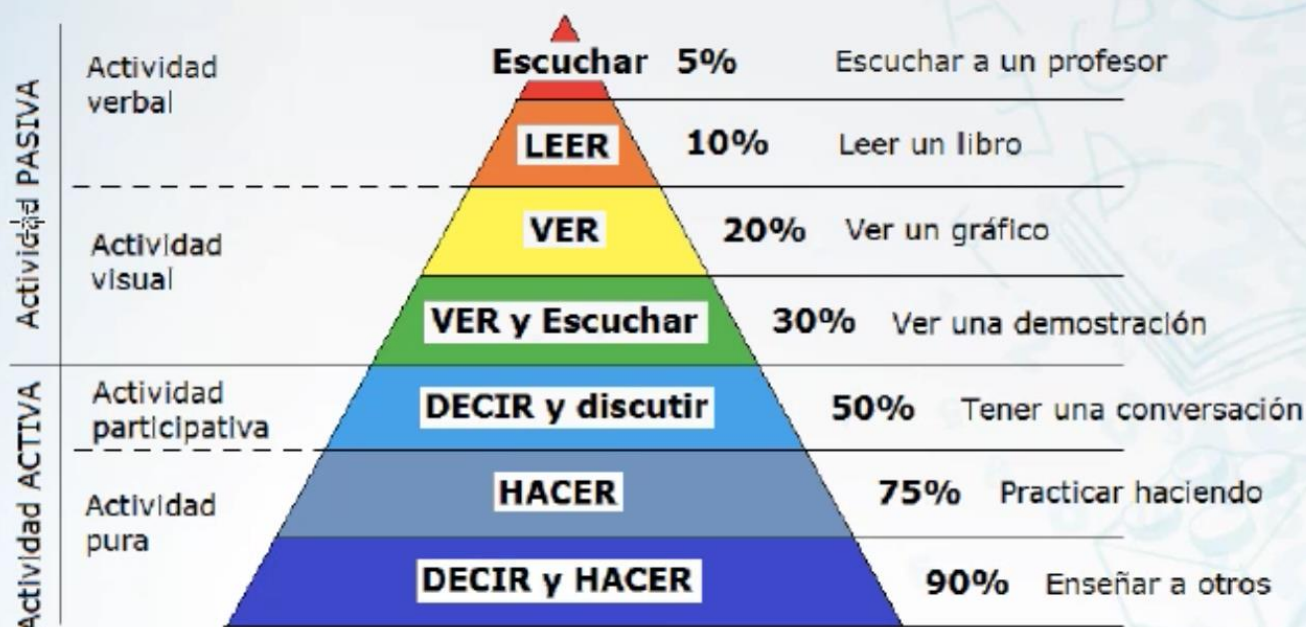 Actividad PASIVA
Actividad
verbal
Escuchar 5% Escuchar a un profesor
LEER 10% Leer un libro
Actividad
visual
VER 20% Ver un gráfico
VER y Escuchar 30% Ver una demostración
Actividad ACTIVA
Actividad
participativa
DECIR y discutir 50% Tener una conversación
Actividad
pura
HACER 75% Practicar haciendo
DECIR y HACER 90% Enseñar a otros